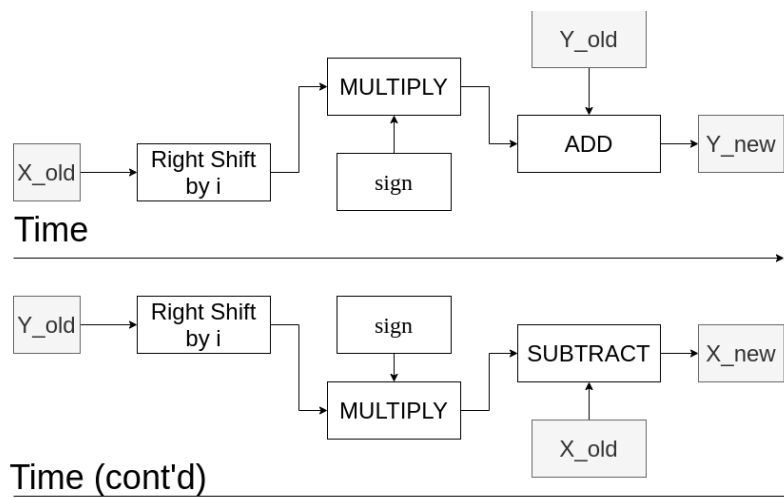 Y_old
MULTIPLY
X_old
Right Shift
by i
ADD
Y_new
sign
Time
Y_old
Right Shift
by i
sign
SUBTRACT
X_new
MULTIPLY
X_old
Time (cont'd)